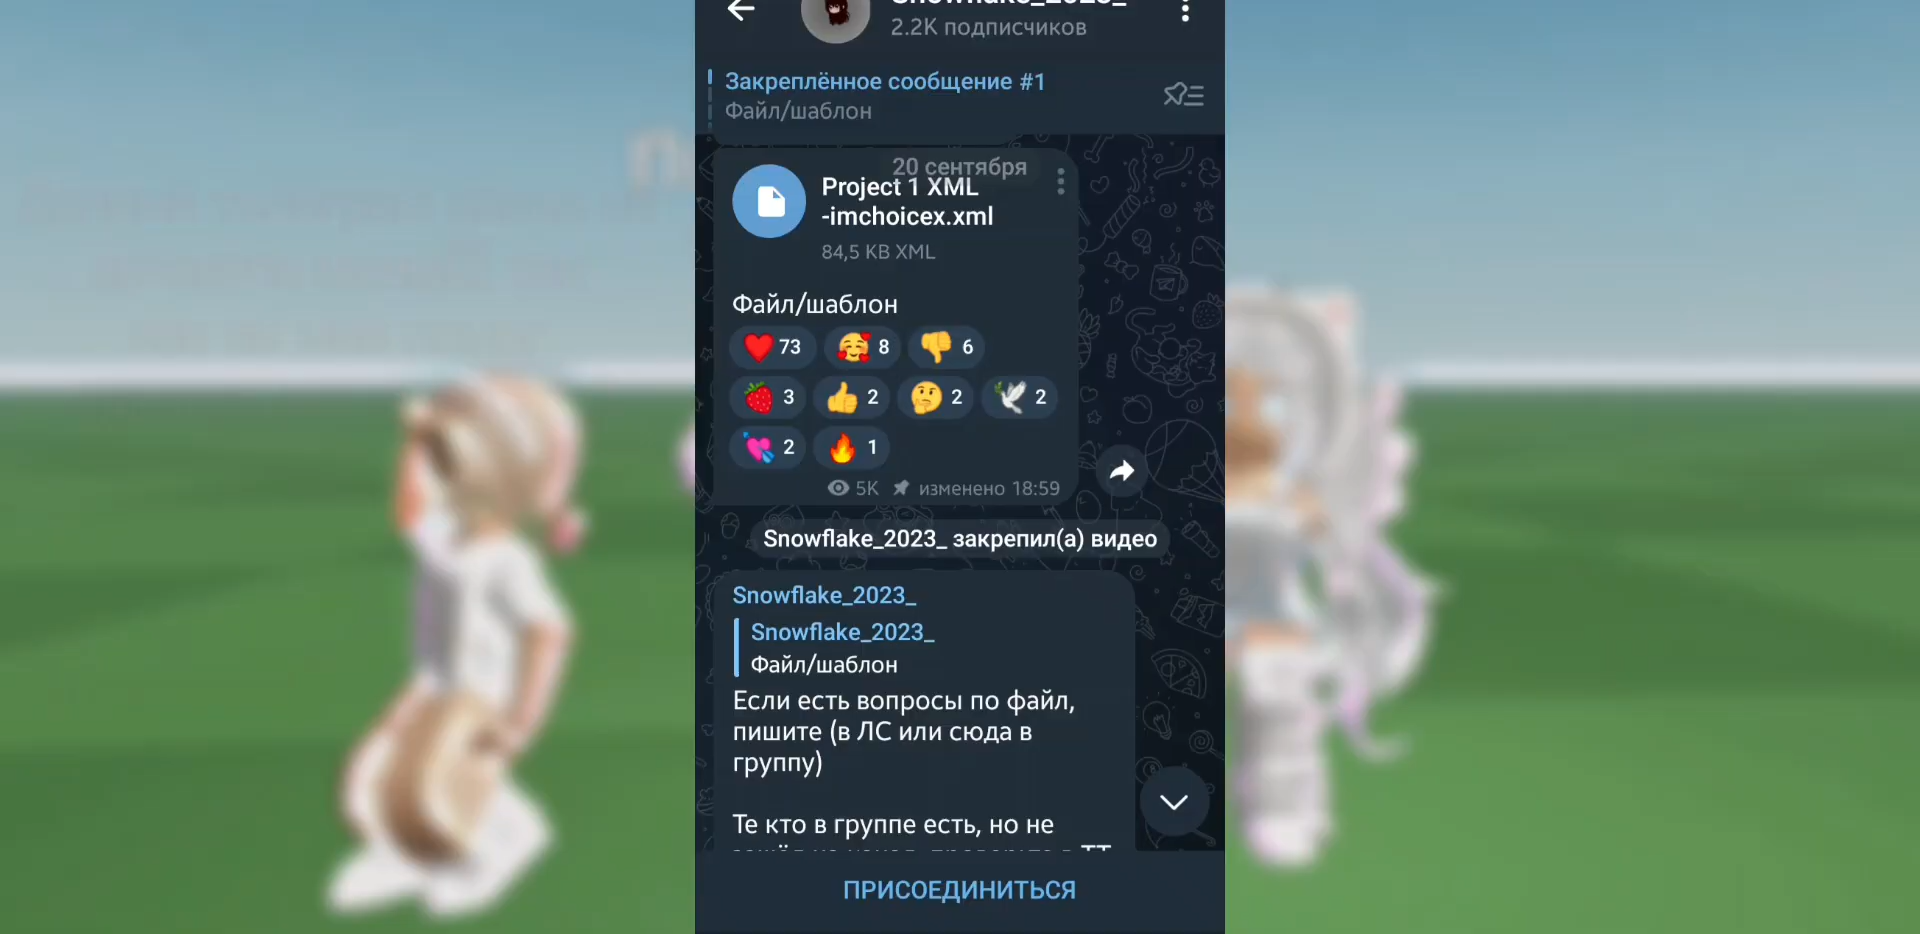 2.2K подписчиков
Закреплённое сообщение #1
Файл/шаблон
20 сентября
Project 1 XML
-imchoicex.xml
84,5 KB XML
Файл/шаблон
73 8 6
3 2 2 2
2 1
5K изменено 18:59
Snowflake_2023_ закрепил(а) видео
Snowflake_2023_
Snowflake_2023_
Файл/шаблон
Если есть вопросы по файл,
пишите (в ЛС или сюда в
группу)
Те кто в группе есть, но не
ПРИСОЕДИНИТЬСЯ